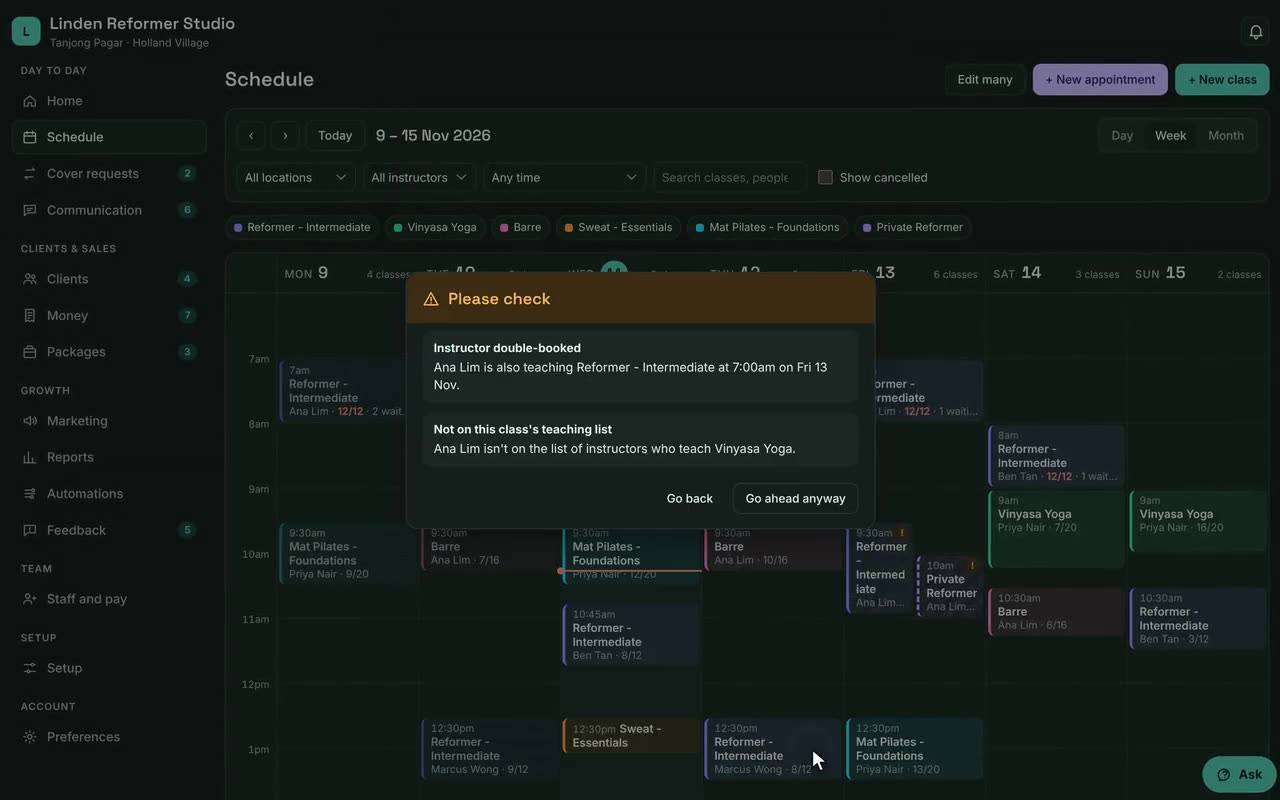 L
Linden Reformer Studio
Tanjong Pagar · Holland Village
DAY TO DAY
Home
Schedule
Cover requests 2
Communication 6
CLIENTS & SALES
Clients 4
Money 7
Packages 3
GROWTH
Marketing
Reports
Automations
Feedback 5
TEAM
Staff and pay
SETUP
Setup
ACCOUNT
Preferences
Schedule
Edit many
+ New appointment
+ New class
‹ › Today 9 – 15 Nov 2026
Day Week Month
All locations
All instructors
Any time
Search classes, people
Show cancelled
Reformer - Intermediate
Vinyasa Yoga
Barre
Sweat - Essentials
Mat Pilates - Foundations
Private Reformer
MON 9 4 classes
13 6 classes
SAT 14 3 classes
SUN 15 2 classes
Please check
Instructor double-booked
Ana Lim is also teaching Reformer - Intermediate at 7:00am on Fri 13
Nov.
Not on this class's teaching list
Ana Lim isn't on the list of instructors who teach Vinyasa Yoga.
Go back
Go ahead anyway
7am
8am
9am
10am
11am
12pm
1pm
7am
Reformer -
Intermediate
Ana Lim · 12/12 · 2 wait...
9:30am
Mat Pilates -
Foundations
Priya Nair · 9/20
9:30am
Barre
Ana Lim · 7/16
12:30pm
Reformer -
Intermediate
Marcus Wong · 9/12
9:30am
Mat Pilates -
Foundations
Priya Nair · 12/20
10:45am
Reformer -
Intermediate
Ben Tan · 8/12
12:30pm Sweat -
Essentials
9:30am
Barre
Ana Lim · 10/16
12:30pm
Reformer -
Intermediate
Marcus Wong · 8/12
12/12 · 1 waiti...
9:30am !
Reformer
-
Intermed
iate
Ana Lim...
10am !
Private
Reformer
Ana Lim...
12:30pm
Mat Pilates -
Foundations
Priya Nair · 13/20
8am
Reformer -
Intermediate
Ben Tan · 12/12 · 1 wait...
9am
Vinyasa Yoga
Priya Nair · 7/20
10:30am
Barre
Ana Lim · 6/16
9am
Vinyasa Yoga
Priya Nair · 16/20
10:30am
Reformer -
Intermediate
Ben Tan · 3/12
Ask